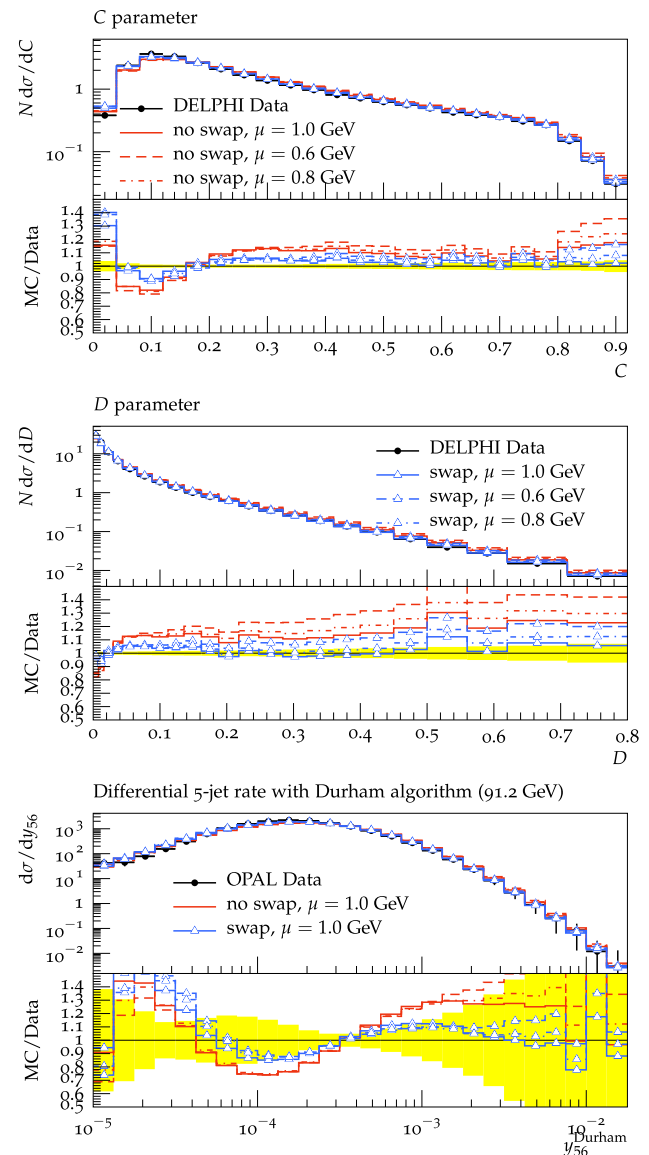 C parameter
N dσ/dC
1
10⁻¹
DELPHI Data
no swap, μ = 1.0 GeV
no swap, μ = 0.6 GeV
no swap, μ = 0.8 GeV
MC/Data
1.4
1.3
1.2
1.1
1
0.9
0.8
0.7
0.6
0.5
0 0.1 0.2 0.3 0.4 0.5 0.6 0.7 0.8 0.9
C
D parameter
N dσ/dD
10¹
1
10⁻¹
10⁻²
DELPHI Data
swap, μ = 1.0 GeV
swap, μ = 0.6 GeV
swap, μ = 0.8 GeV
MC/Data
1.4
1.3
1.2
1.1
1
0.9
0.8
0.7
0.6
0.5
0 0.1 0.2 0.3 0.4 0.5 0.6 0.7 0.8
D
Differential 5-jet rate with Durham algorithm (91.2 GeV)
dσ/dy₅₆
10³
10²
10¹
1
10⁻¹
10⁻²
OPAL Data
no swap, μ = 1.0 GeV
swap, μ = 1.0 GeV
MC/Data
1.4
1.3
1.2
1.1
1
0.9
0.8
0.7
0.6
0.5
10⁻⁵ 10⁻⁴ 10⁻³ 10⁻²
y₅₆ Durham